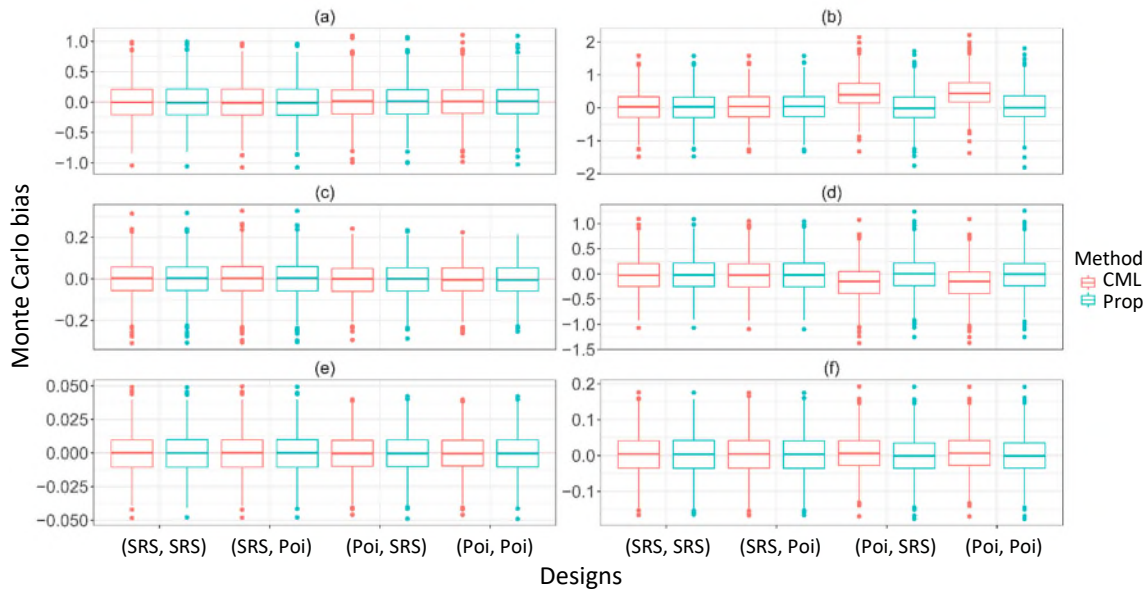 (a)
(b)
1.0
0.5
0.0
−0.5
−1.0
2
1
0
−1
−2
(c)
(d)
0.2
0.0
−0.2
1.0
0.5
0.0
−0.5
−1.0
−1.5
Method
CML
Prop
(e)
(f)
0.050
0.025
0.000
−0.025
−0.050
0.2
0.1
0.0
−0.1
Monte Carlo bias
(SRS, SRS) (SRS, Poi) (Poi, SRS) (Poi, Poi)
(SRS, SRS) (SRS, Poi) (Poi, SRS) (Poi, Poi)
Designs